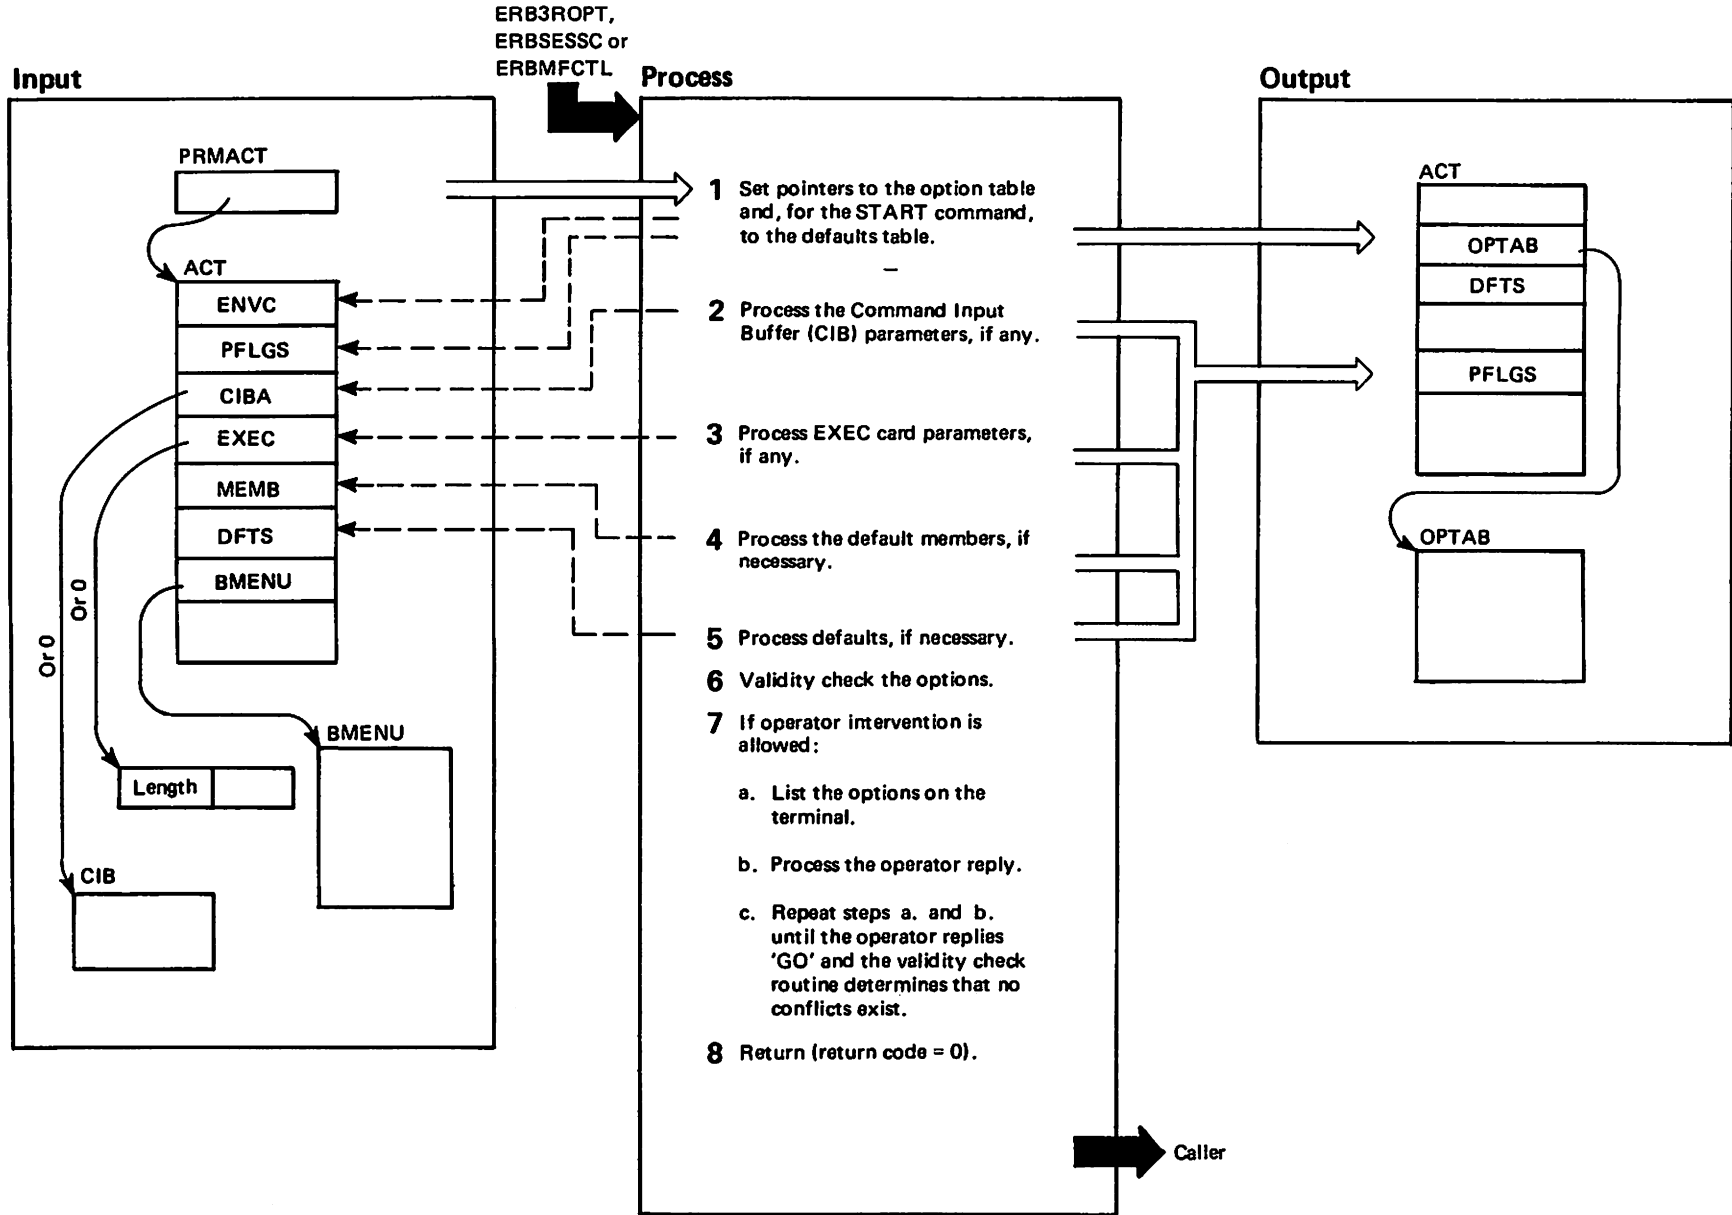 ERB3ROPT,
ERBSESSC or
ERBMFCTL
Input
PRMACT
ACT
ENVC
PFLGS
CIBA
EXEC
MEMB
DFTS
BMENU
Or 0
Or 0
BMENU
Length
CIB
Process
1 Set pointers to the option table
and, for the START command,
to the defaults table.
2 Process the Command Input
Buffer (CIB) parameters, if any.
3 Process EXEC card parameters,
if any.
4 Process the default members, if
necessary.
5 Process defaults, if necessary.
6 Validity check the options.
7 If operator intervention is
allowed:
a. List the options on the
terminal.
b. Process the operator reply.
c. Repeat steps a. and b.
until the operator replies
'GO' and the validity check
routine determines that no
conflicts exist.
8 Return (return code = 0).
Caller
Output
ACT
OPTAB
DFTS
PFLGS
OPTAB